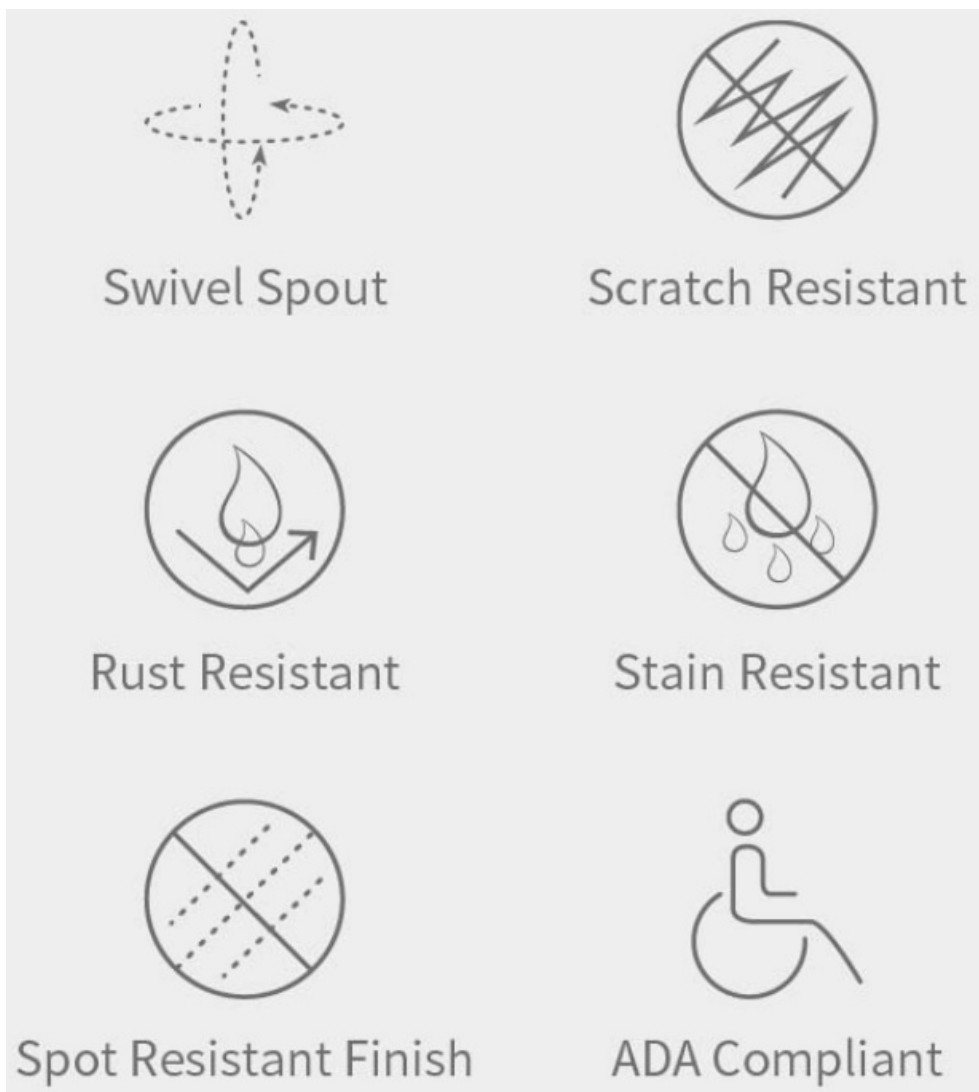 Swivel Spout
Scratch Resistant
Rust Resistant
Stain Resistant
Spot Resistant Finish
ADA Compliant